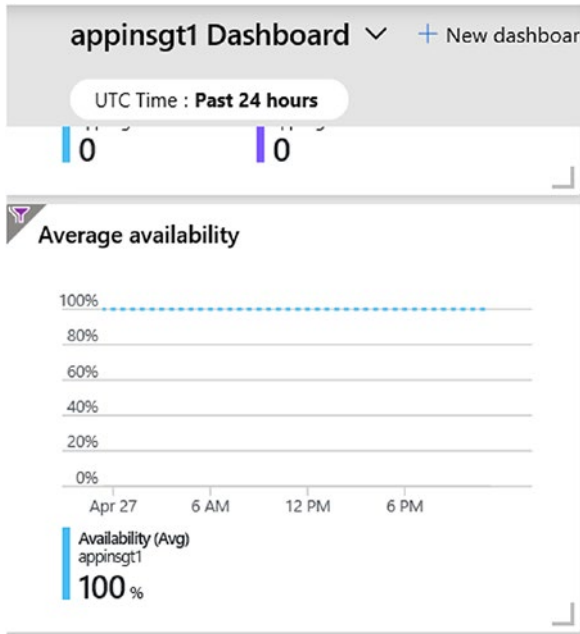 appinsgt1 Dashboard + New dashboar
UTC Time : Past 24 hours
0 0
Average availability
100%
80%
60%
40%
20%
0%
Apr 27 6 AM 12 PM 6 PM
Availability (Avg)
appinsgt1
100 %